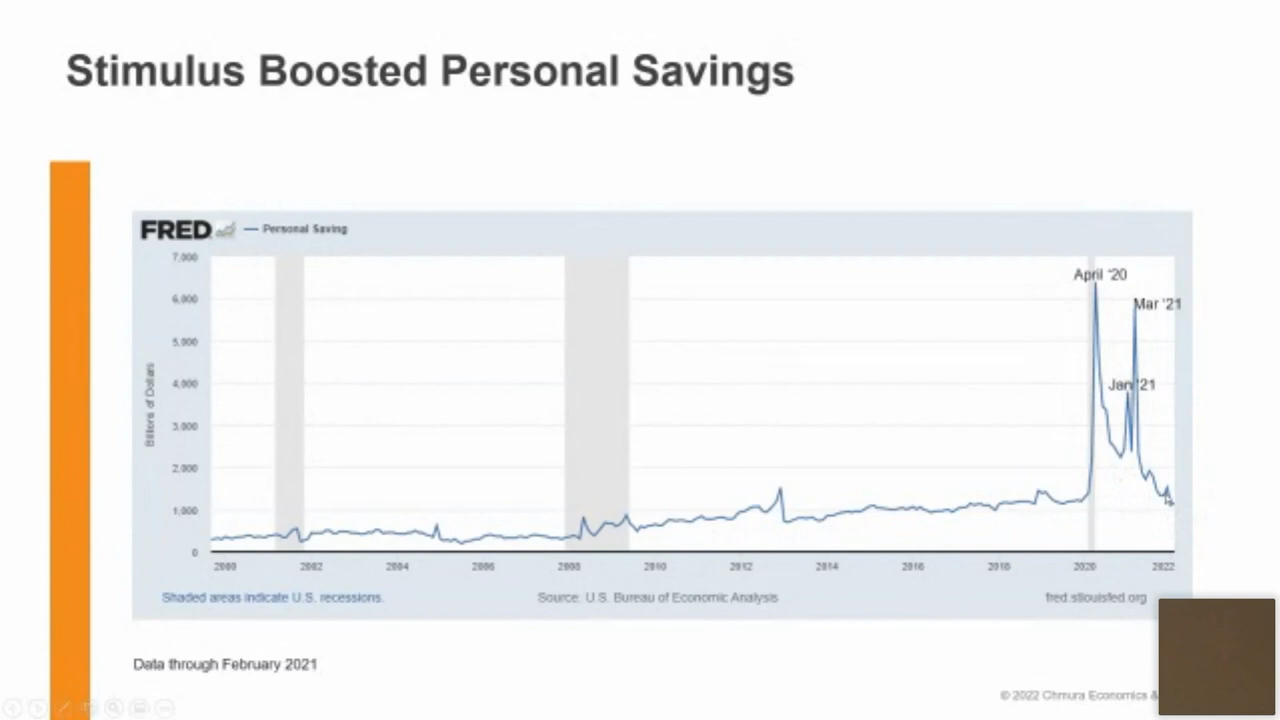 Stimulus Boosted Personal Savings
FRED — Personal Saving
7,000
6,000
5,000
4,000
3,000
2,000
1,000
0
Billions of Dollars
April '20
Mar '21
Jan '21
2000 2002 2004 2006 2008 2010 2012 2014 2016 2018 2020 2022
Shaded areas indicate U.S. recessions. Source: U.S. Bureau of Economic Analysis fred.stlouisfed.org
Data through February 2021
© 2022 Chmura Economics &